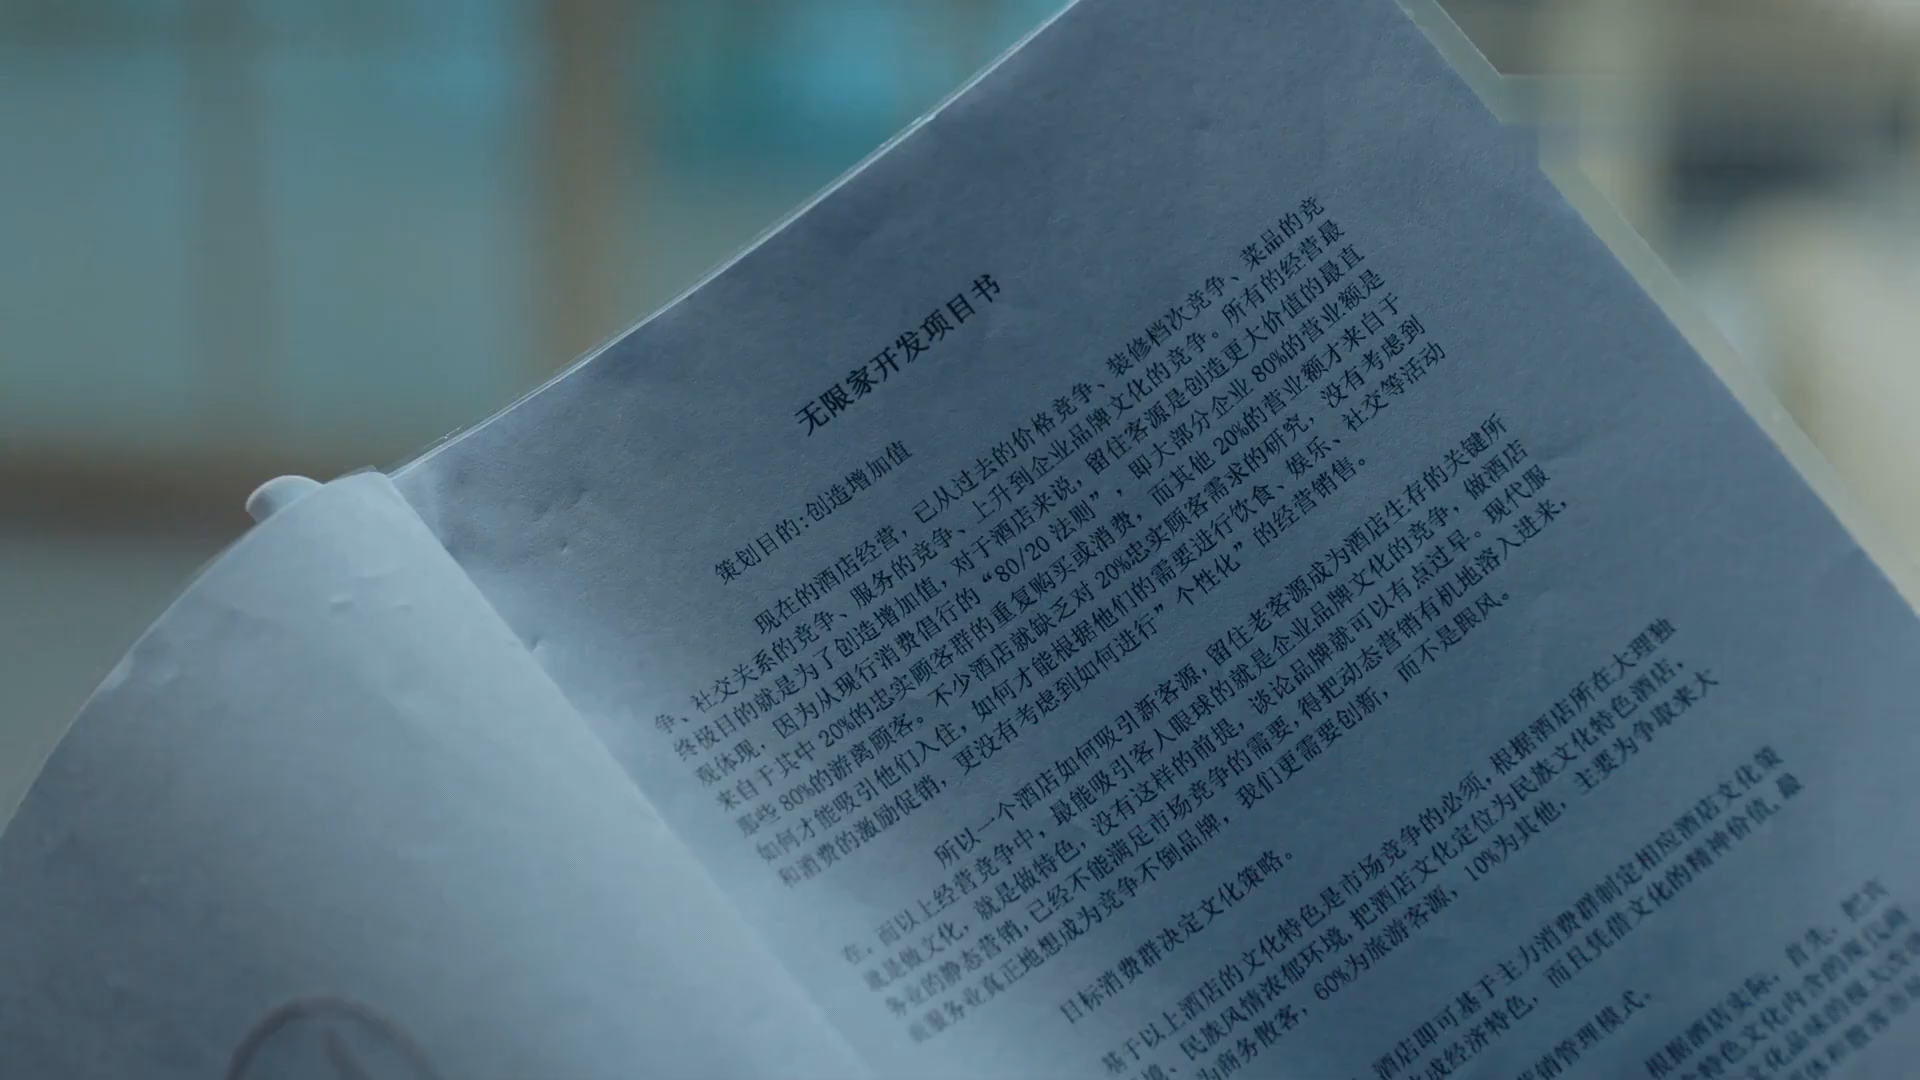 无限家开发项目书
策划目的:创造增加值
现在的酒店经营，已从过去的价格竞争、装修档次竞争、菜品的竞
争、社交关系的竞争、服务的竞争、上升到企业品牌文化的竞争。所有的经营最
终极目的就是为了创造增加值，对于酒店来说，留住客源是创造更大价值的最直
观体现，因为从现行消费倡行的“80/20 法则”，即大部分企业 80%的营业额是
来自于其中 20%的忠实顾客群的重复购买或消费，而其他 20%的营业额才来自于
那些 80%的游离顾客。不少酒店就缺乏对 20%忠实顾客需求的研究，没有考虑到
如何才能吸引他们入住，如何才能根据他们的需要进行饮食、娱乐、社交等活动
和消费的激励促销，更没有考虑到如何进行”个性化”的经营销售。
所以一个酒店如何吸引新客源，留住老客源成为酒店生存的关键所
在，而以上经营竞争中，最能吸引客人眼球的就是企业品牌文化的竞争，做酒店
就是做文化，就是做特色，没有这样的前提，谈论品牌就可以有点过早。现代服
务业的静态营销，已经不能满足市场竞争的需要,得把动态营销有机地溶入进来，
服务业真正地想成为竞争不倒品牌，我们更需要创新，而不是跟风。
目标消费群决定文化策略。
基于以上酒店的文化特色是市场竞争的必须,根据酒店所在大理独
境、民族风情浓郁环境，把酒店文化定位为民族文化特色酒店，
为商务散客，60%为旅游客源，10%为其他，主要为争取来大
酒店即可基于主力消费群制定相应酒店文化策
成经济特色，而且凭借文化的精神价值,最
营销管理模式。
根据酒店实际，首先，把宾